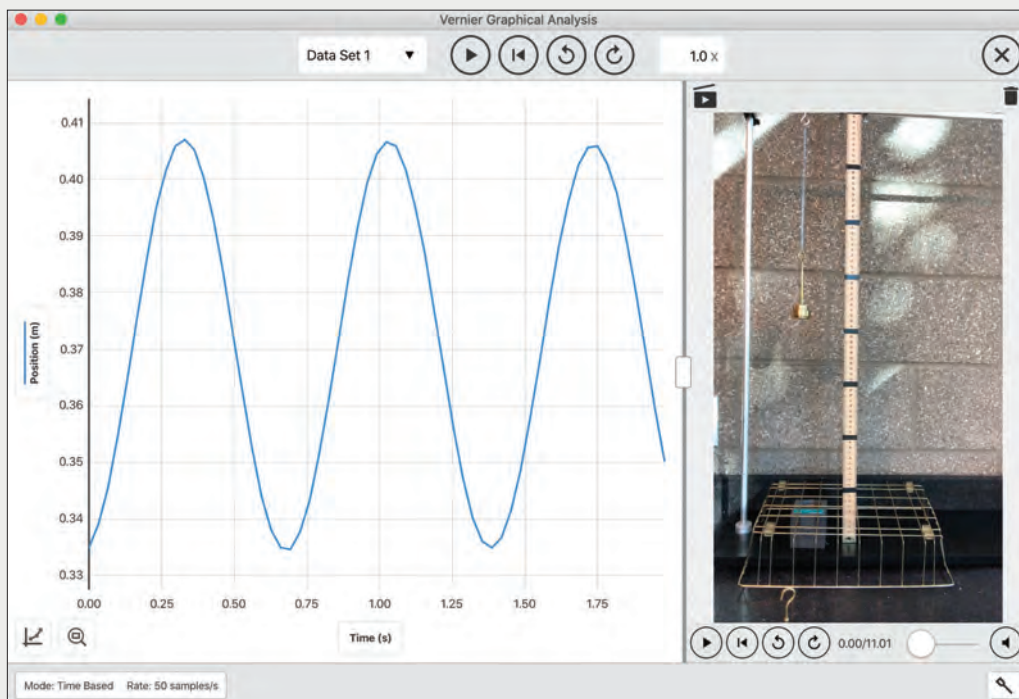 Vernier Graphical Analysis
Data Set 1
1.0 x
0.41
0.40
0.39
0.38
0.37
0.36
0.35
0.34
0.33
Position (m)
0.00 0.25 0.50 0.75 1.00 1.25 1.50 1.75
Time (s)
0.00/11.01
Mode: Time Based Rate: 50 samples/s